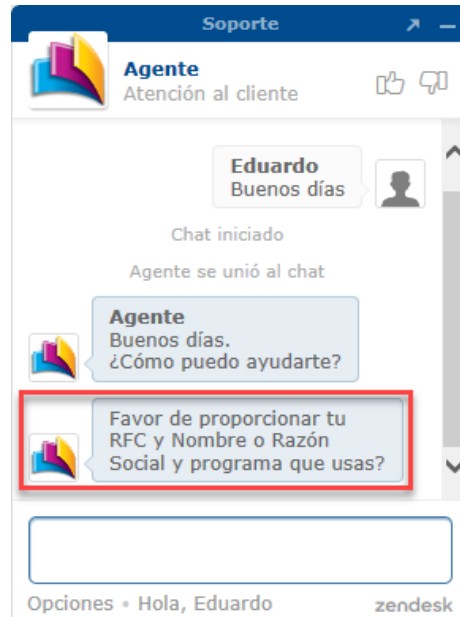 Soporte
Agente
Atención al cliente
Eduardo
Buenos días
Chat iniciado
Agente se unió al chat
Agente
Buenos días.
¿Cómo puedo ayudarte?
Favor de proporcionar tu
RFC y Nombre o Razón
Social y programa que usas?
Opciones • Hola, Eduardo
zendesk